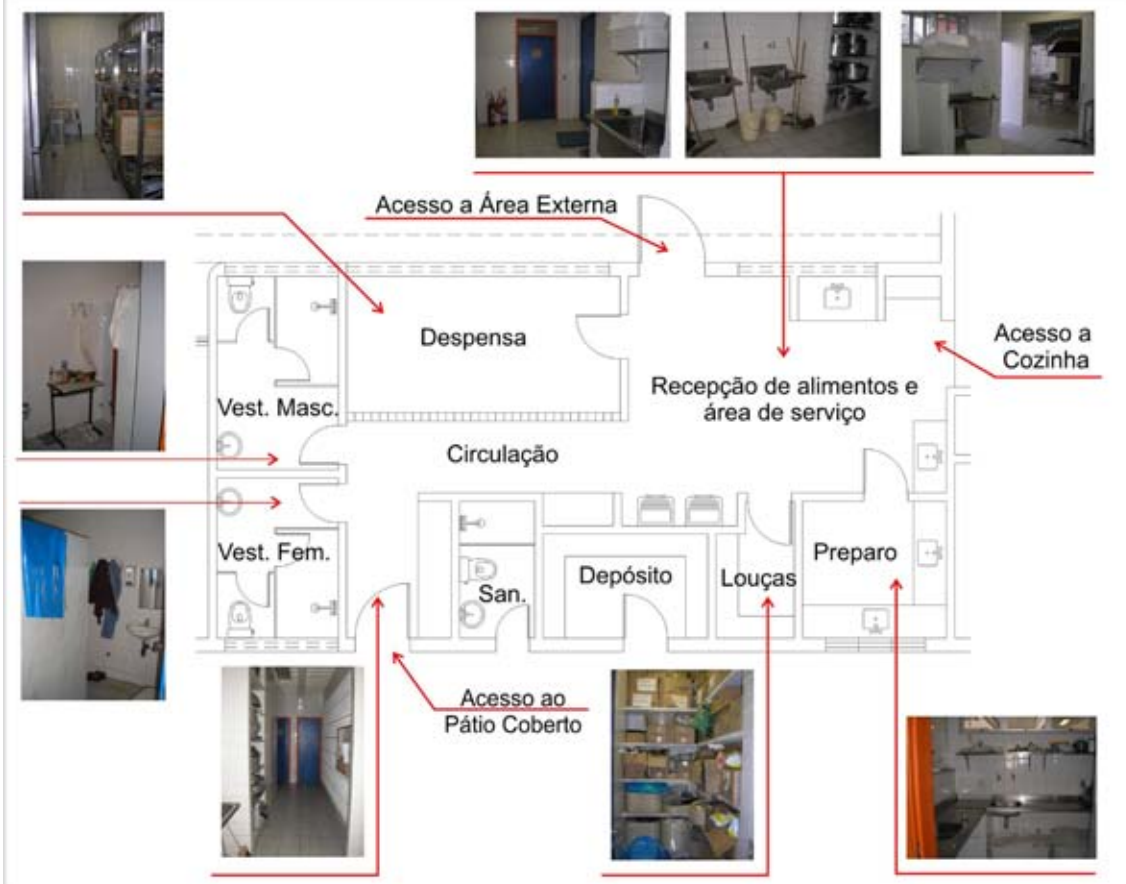 Acesso a Área Externa
Despensa
Acesso a
Cozinha
Recepção de alimentos e
área de serviço
Vest. Masc.
Circulação
Vest. Fem.
San.
Depósito
Louças
Preparo
Acesso ao
Pátio Coberto